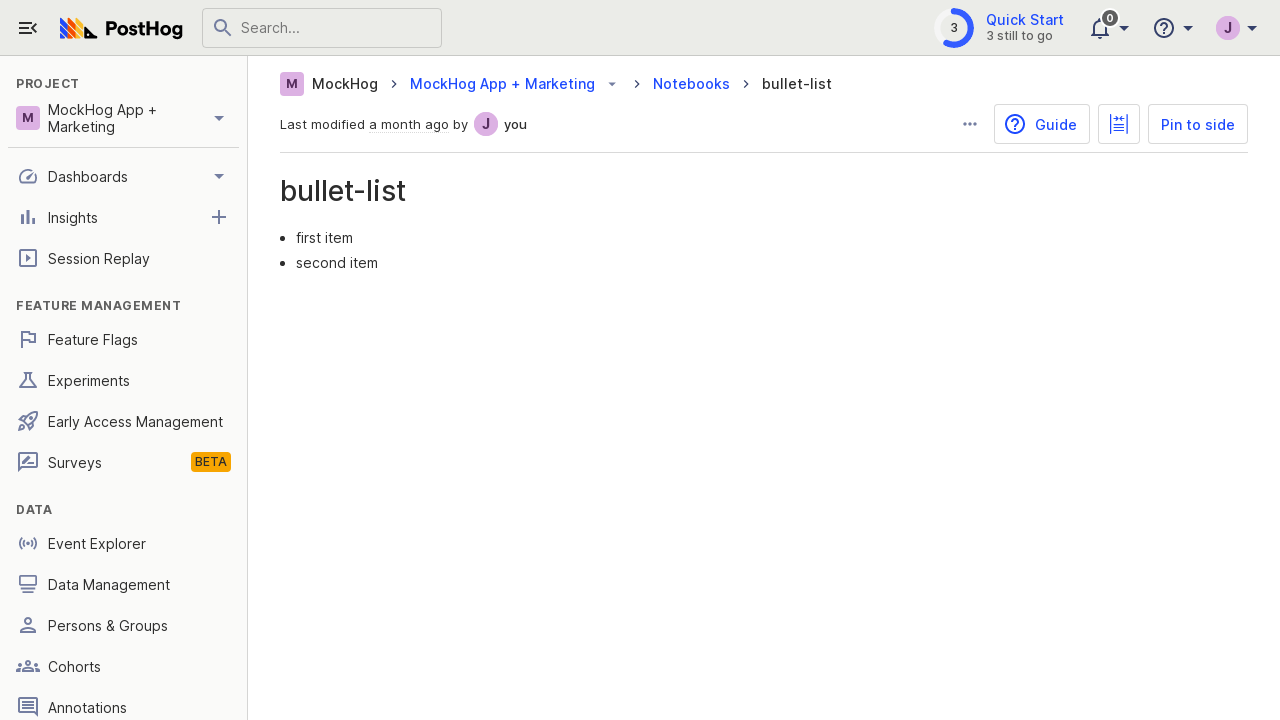 PostHog
Search...
3
Quick Start
3 still to go
0
J
PROJECT
M
MockHog App +
Marketing
Dashboards
Insights
Session Replay
FEATURE MANAGEMENT
Feature Flags
Experiments
Early Access Management
Surveys
BETA
DATA
Event Explorer
Data Management
Persons & Groups
Cohorts
Annotations
M MockHog
MockHog App + Marketing
Notebooks
bullet-list
Last modified a month ago by J you
Guide
Pin to side
bullet-list
first item
second item